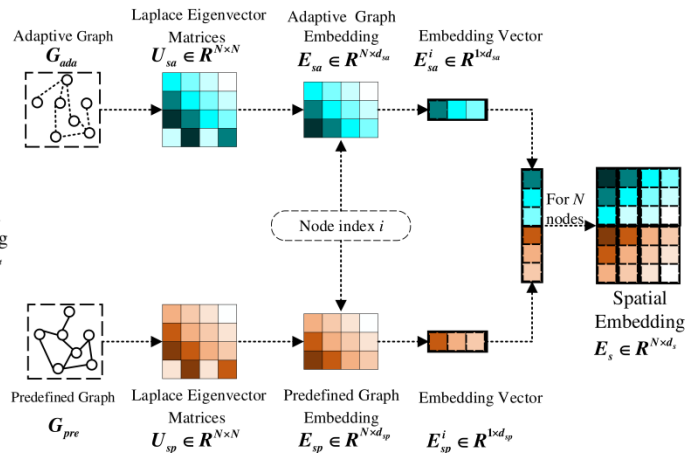 Adaptive Graph
G_ada
Laplace Eigenvector
Matrices
U_sa ∈ R^{N×N}
Adaptive Graph
Embedding
E_sa ∈ R^{N×d_sa}
Embedding Vector
E^i_sa ∈ R^{1×d_sa}
Node index i
For N
nodes
Spatial
Embedding
E_s ∈ R^{N×d_s}
Predefined Graph
G_pre
Laplace Eigenvector
Matrices
U_sp ∈ R^{N×N}
Predefined Graph
Embedding
E_sp ∈ R^{N×d_sp}
Embedding Vector
E^i_sp ∈ R^{1×d_sp}